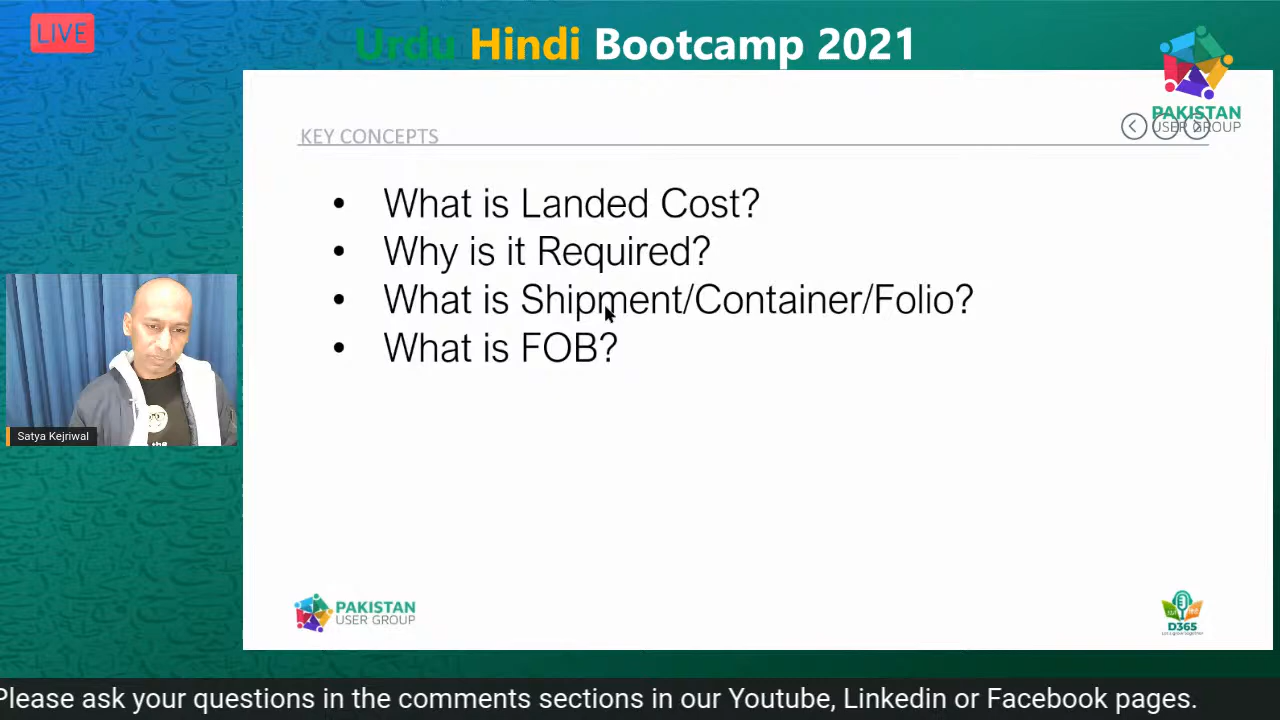 LIVE
Urdu Hindi Bootcamp 2021
PAKISTAN
USER GROUP
KEY CONCEPTS
• What is Landed Cost?
• Why is it Required?
• What is Shipment/Container/Folio?
• What is FOB?
Satya Kejriwal
the
PAKISTAN
USER GROUP
D365
Please ask your questions in the comments sections in our Youtube, Linkedin or Facebook pages.